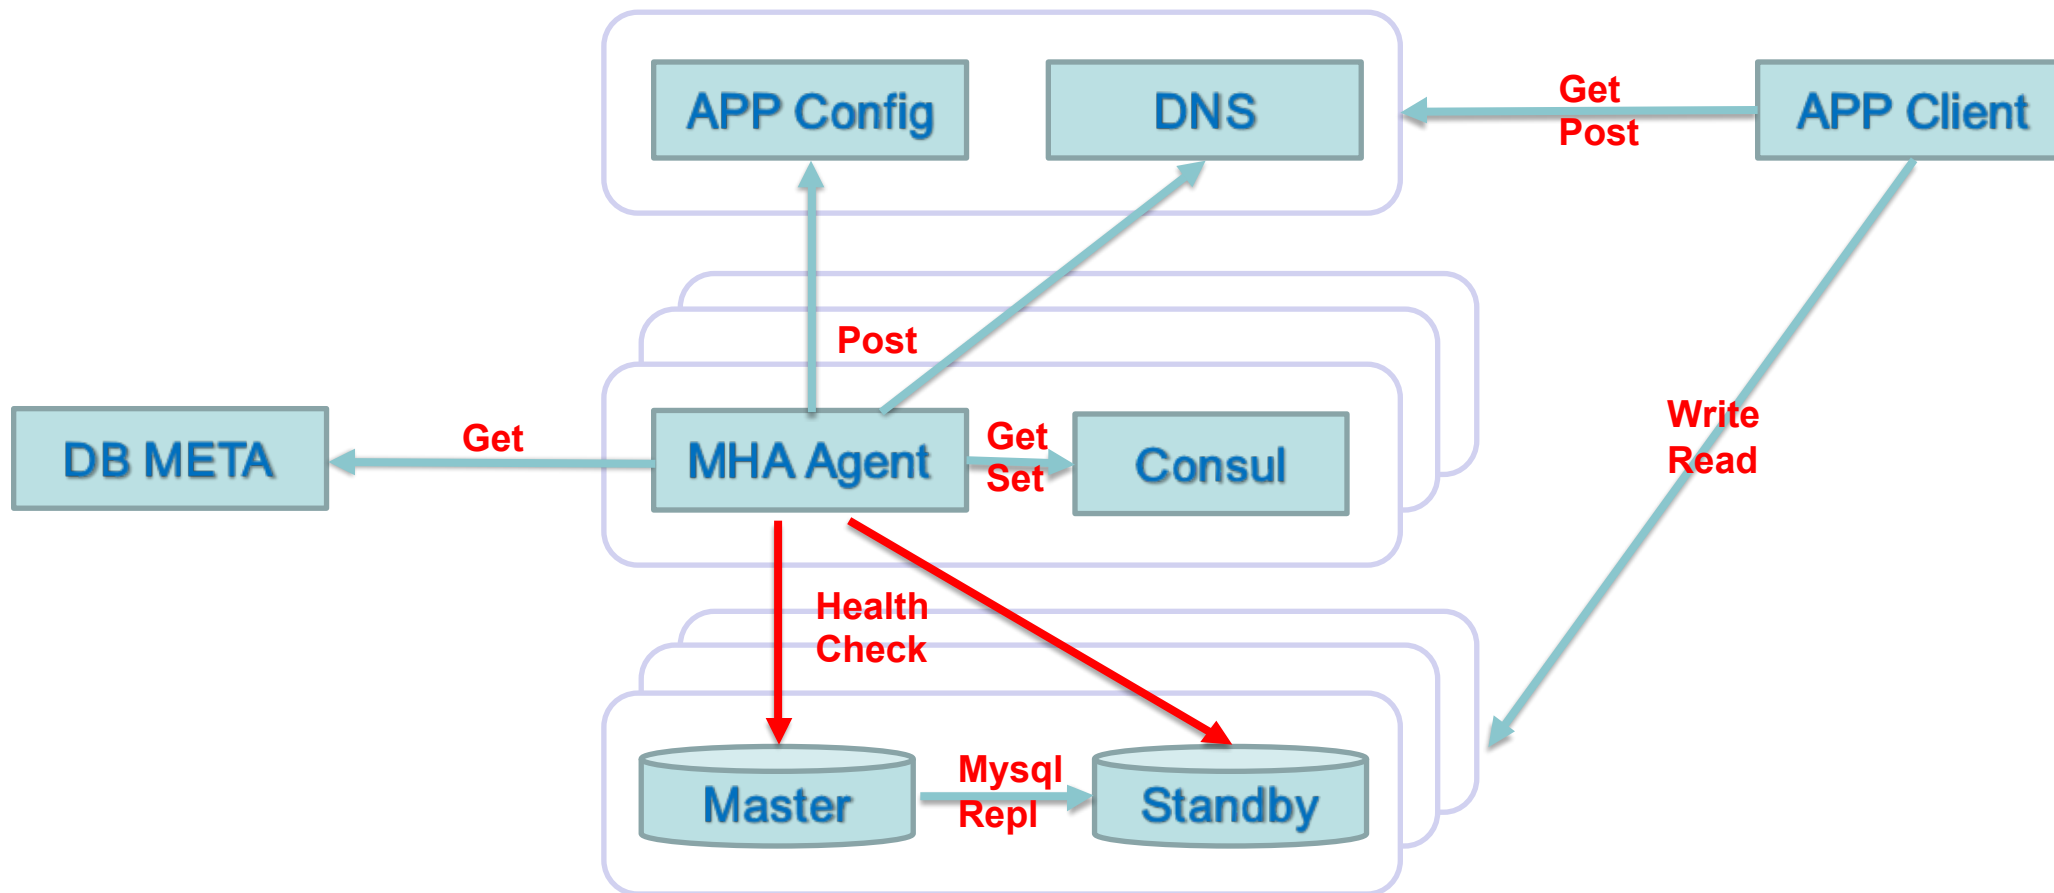 APP Config
DNS
Get
Post
APP Client
Post
DB META
Get
MHA Agent
Get
Set
Consul
Write
Read
Health
Check
Master
Mysql
Repl
Standby